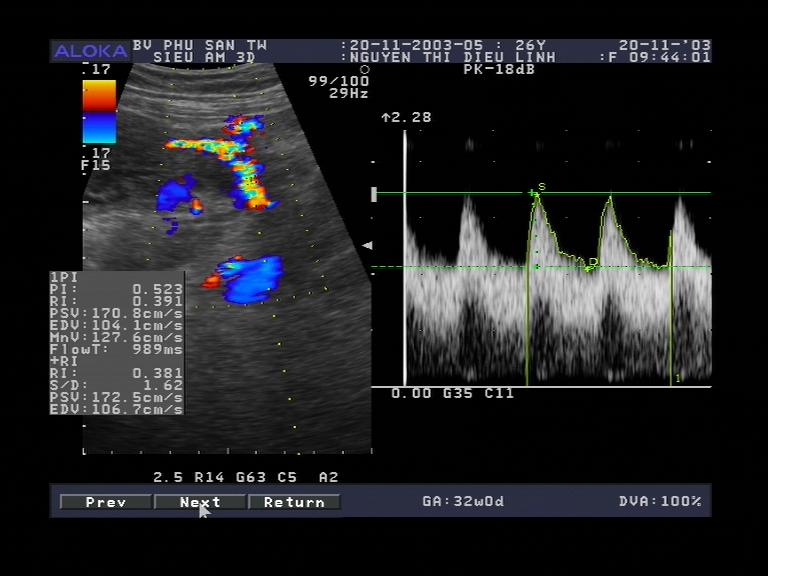 ALOKA
BV PHU SAN TW :20-11-2003-05 : 26Y 20-11-'03
SIEU AM 3D :NGUYEN THI DIEU LINH :F 09:44:01
.17
99/100
29Hz
PK-18dB
.17
F15
↑2.28
S
D
1
1PI
PI: 0.523
RI: 0.391
PSV:170.8cm/s
EDV:104.1cm/s
MnV:127.6cm/s
FlowT: 989ms
+RI
RI: 0.381
S/D: 1.62
PSV:172.5cm/s
EDV:106.7cm/s
0.00 G35 C11
2.5 R14 G63 C5 A2
Prev Next Return GA:32w0d DVA:100%